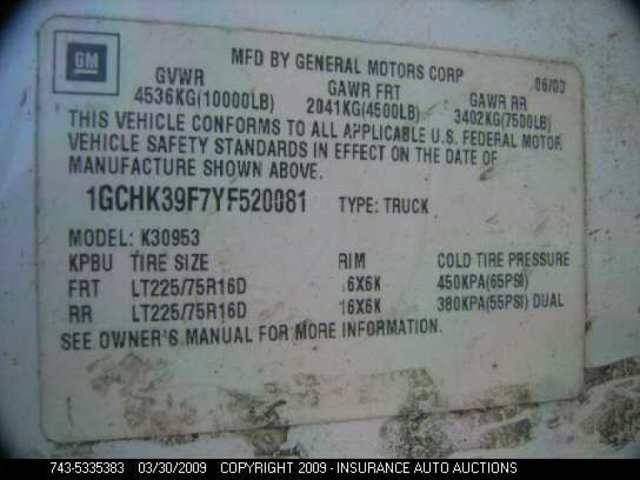 GM
MFD BY GENERAL MOTORS CORP
06/00
GVWR GAWR FRT GAWR RR
4536KG(10000LB) 2041KG(4500LB) 3402KG(7500LB)
THIS VEHICLE CONFORMS TO ALL APPLICABLE U.S. FEDERAL MOTOR
VEHICLE SAFETY STANDARDS IN EFFECT ON THE DATE OF
MANUFACTURE SHOWN ABOVE.
1GCHK39F7YF520081 TYPE: TRUCK
MODEL: K30953
KPBU TIRE SIZE RIM COLD TIRE PRESSURE
FRT LT225/75R16D 16X6K 450KPA(65PSI)
RR LT225/75R16D 16X6K 380KPA(55PSI) DUAL
SEE OWNER'S MANUAL FOR MORE INFORMATION.
743-5335383 03/30/2009 COPYRIGHT 2009 - INSURANCE AUTO AUCTIONS